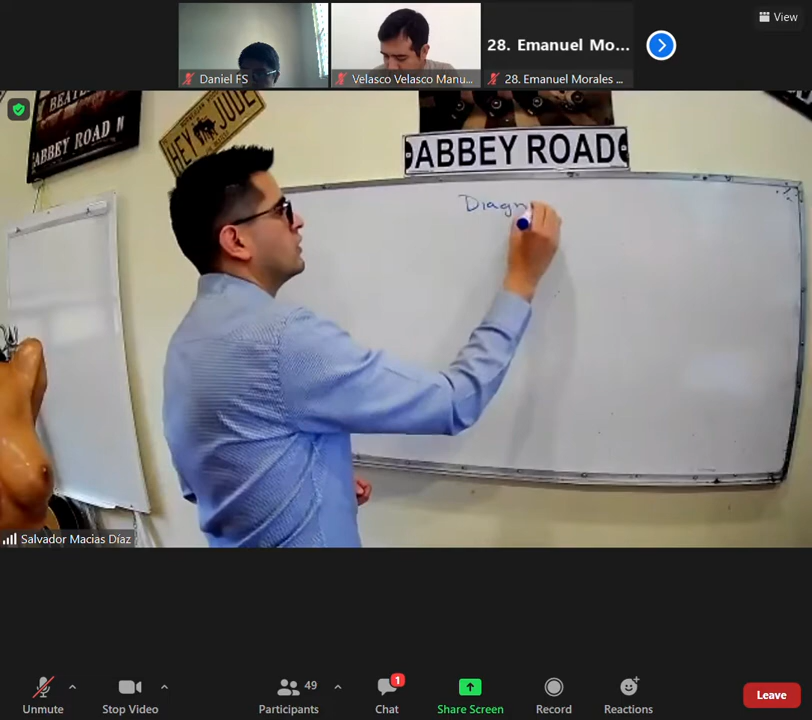 View
28. Emanuel Mo...
Daniel FS
Velasco Velasco Manu...
28. Emanuel Morales ...
BEATL
ABBEY ROAD N
HEY JUDE
ABBEY ROAD
Diagn
Salvador Macias Díaz
49
1
Unmute
Stop Video
Participants
Chat
Share Screen
Record
Reactions
Leave